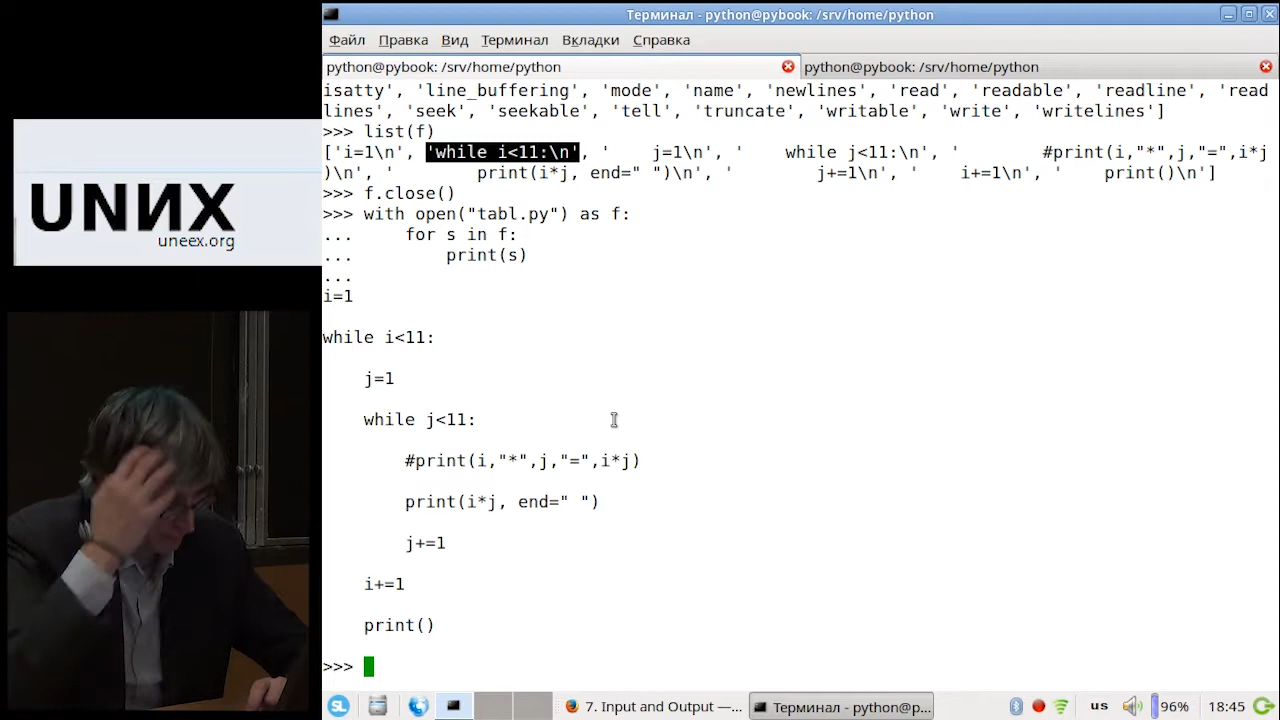 Терминал - python@pybook: /srv/home/python
Файл Правка Вид Терминал Вкладки Справка
python@pybook: /srv/home/python python@pybook: /srv/home/python
isatty', 'line_buffering', 'mode', 'name', 'newlines', 'read', 'readable', 'readline', 'read
lines', 'seek', 'seekable', 'tell', 'truncate', 'writable', 'write', 'writelines']
>>> list(f)
['i=1\n', 'while i<11:\n', '    j=1\n', '    while j<11:\n', '        #print(i,"*",j,"=",i*j
)\n', '        print(i*j, end=" ")\n', '        j+=1\n', '    i+=1\n', '    print()\n']
>>> f.close()
>>> with open("tabl.py") as f:
...     for s in f:
...         print(s)
...
i=1
while i<11:
    j=1
    while j<11:
        #print(i,"*",j,"=",i*j)
        print(i*j, end=" ")
        j+=1
    i+=1
    print()
>>>
UNИX
uneex.org
7. Input and Output —... Терминал - python@p... us 96% 18:45